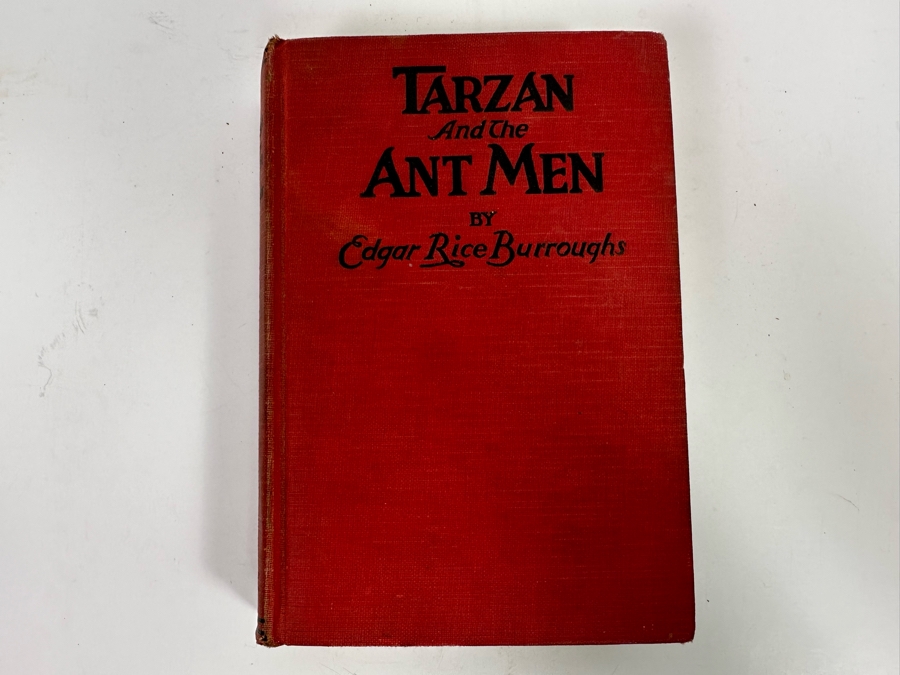 TARZAN
And The
ANT MEN
BY
Edgar Rice Burroughs